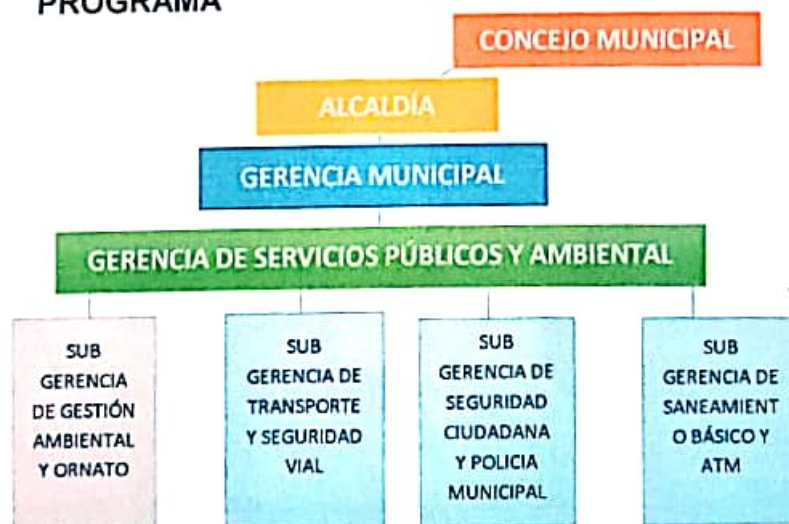 PROGRAMA
CONCEJO MUNICIPAL
ALCALDÍA
GERENCIA MUNICIPAL
GERENCIA DE SERVICIOS PÚBLICOS Y AMBIENTAL
SUB
GERENCIA
DE GESTIÓN
AMBIENTAL
Y ORNATO
SUB
GERENCIA DE
TRANSPORTE
Y SEGURIDAD
VIAL
SUB
GERENCIA DE
SEGURIDAD
CIUDADANA
Y POLICIA
MUNICIPAL
SUB
GERENCIA DE
SANEAMIENT
O BÁSICO Y
ATM